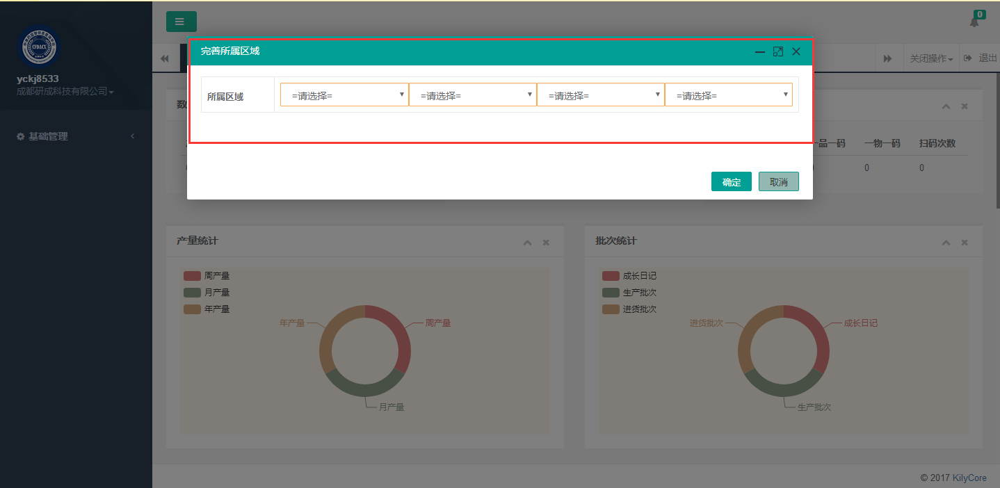 0
CFDACX
yckj8533
成都研成科技有限公司
完善所属区域
关闭操作
退出
所属区域
=请选择=
=请选择=
=请选择=
=请选择=
数
基础管理
品一码
一物一码
扫码次数
0
0
确定
取消
产量统计
批次统计
周产量
月产量
年产量
年产量
周产量
月产量
成长日记
生产批次
进货批次
进货批次
成长日记
生产批次
© 2017 KilyCore